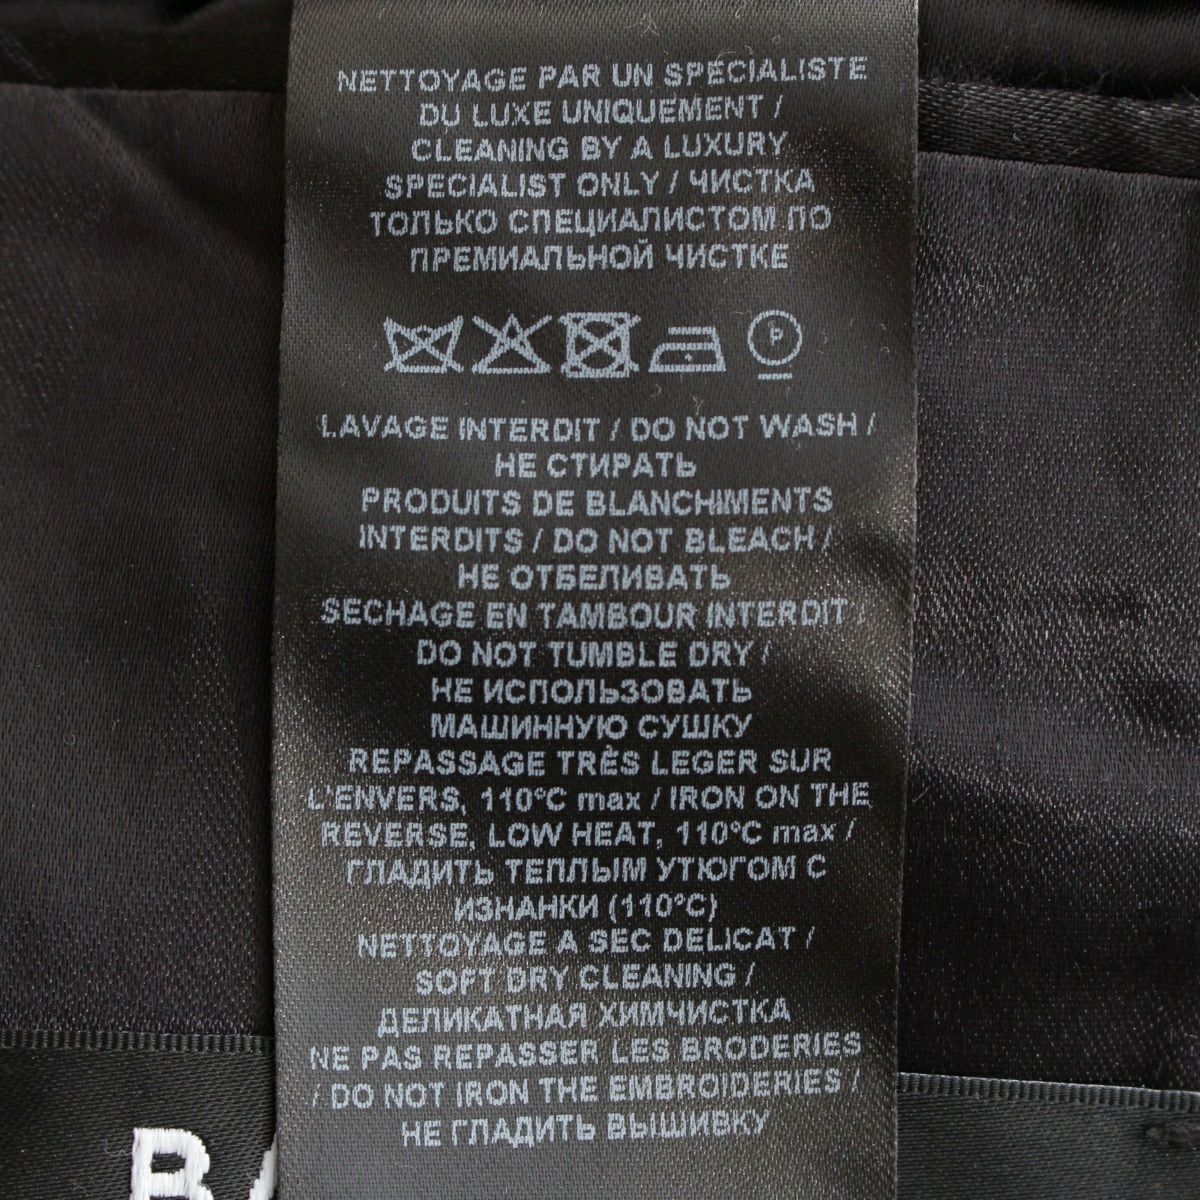 NETTOYAGE PAR UN SPECIALISTE
DU LUXE UNIQUEMENT /
CLEANING BY A LUXURY
SPECIALIST ONLY / ЧИСТКА
ТОЛЬКО СПЕЦИАЛИСТОМ ПО
ПРЕМИАЛЬНОЙ ЧИСТКЕ
P
LAVAGE INTERDIT / DO NOT WASH /
НЕ СТИРАТЬ
PRODUITS DE BLANCHIMENTS
INTERDITS / DO NOT BLEACH /
НЕ ОТБЕЛИВАТЬ
SECHAGE EN TAMBOUR INTERDIT /
DO NOT TUMBLE DRY /
НЕ ИСПОЛЬЗОВАТЬ
МАШИННУЮ СУШКУ
REPASSAGE TRÈS LEGER SUR
L'ENVERS, 110°C max / IRON ON THE
REVERSE, LOW HEAT, 110°C max /
ГЛАДИТЬ ТЕПЛЫМ УТЮГОМ С
ИЗНАНКИ (110°C)
NETTOYAGE A SEC DELICAT /
SOFT DRY CLEANING /
ДЕЛИКАТНАЯ ХИМЧИСТКА
NE PAS REPASSER LES BRODERIES
/ DO NOT IRON THE EMBROIDERIES /
НЕ ГЛАДИТЬ ВЫШИВКУ